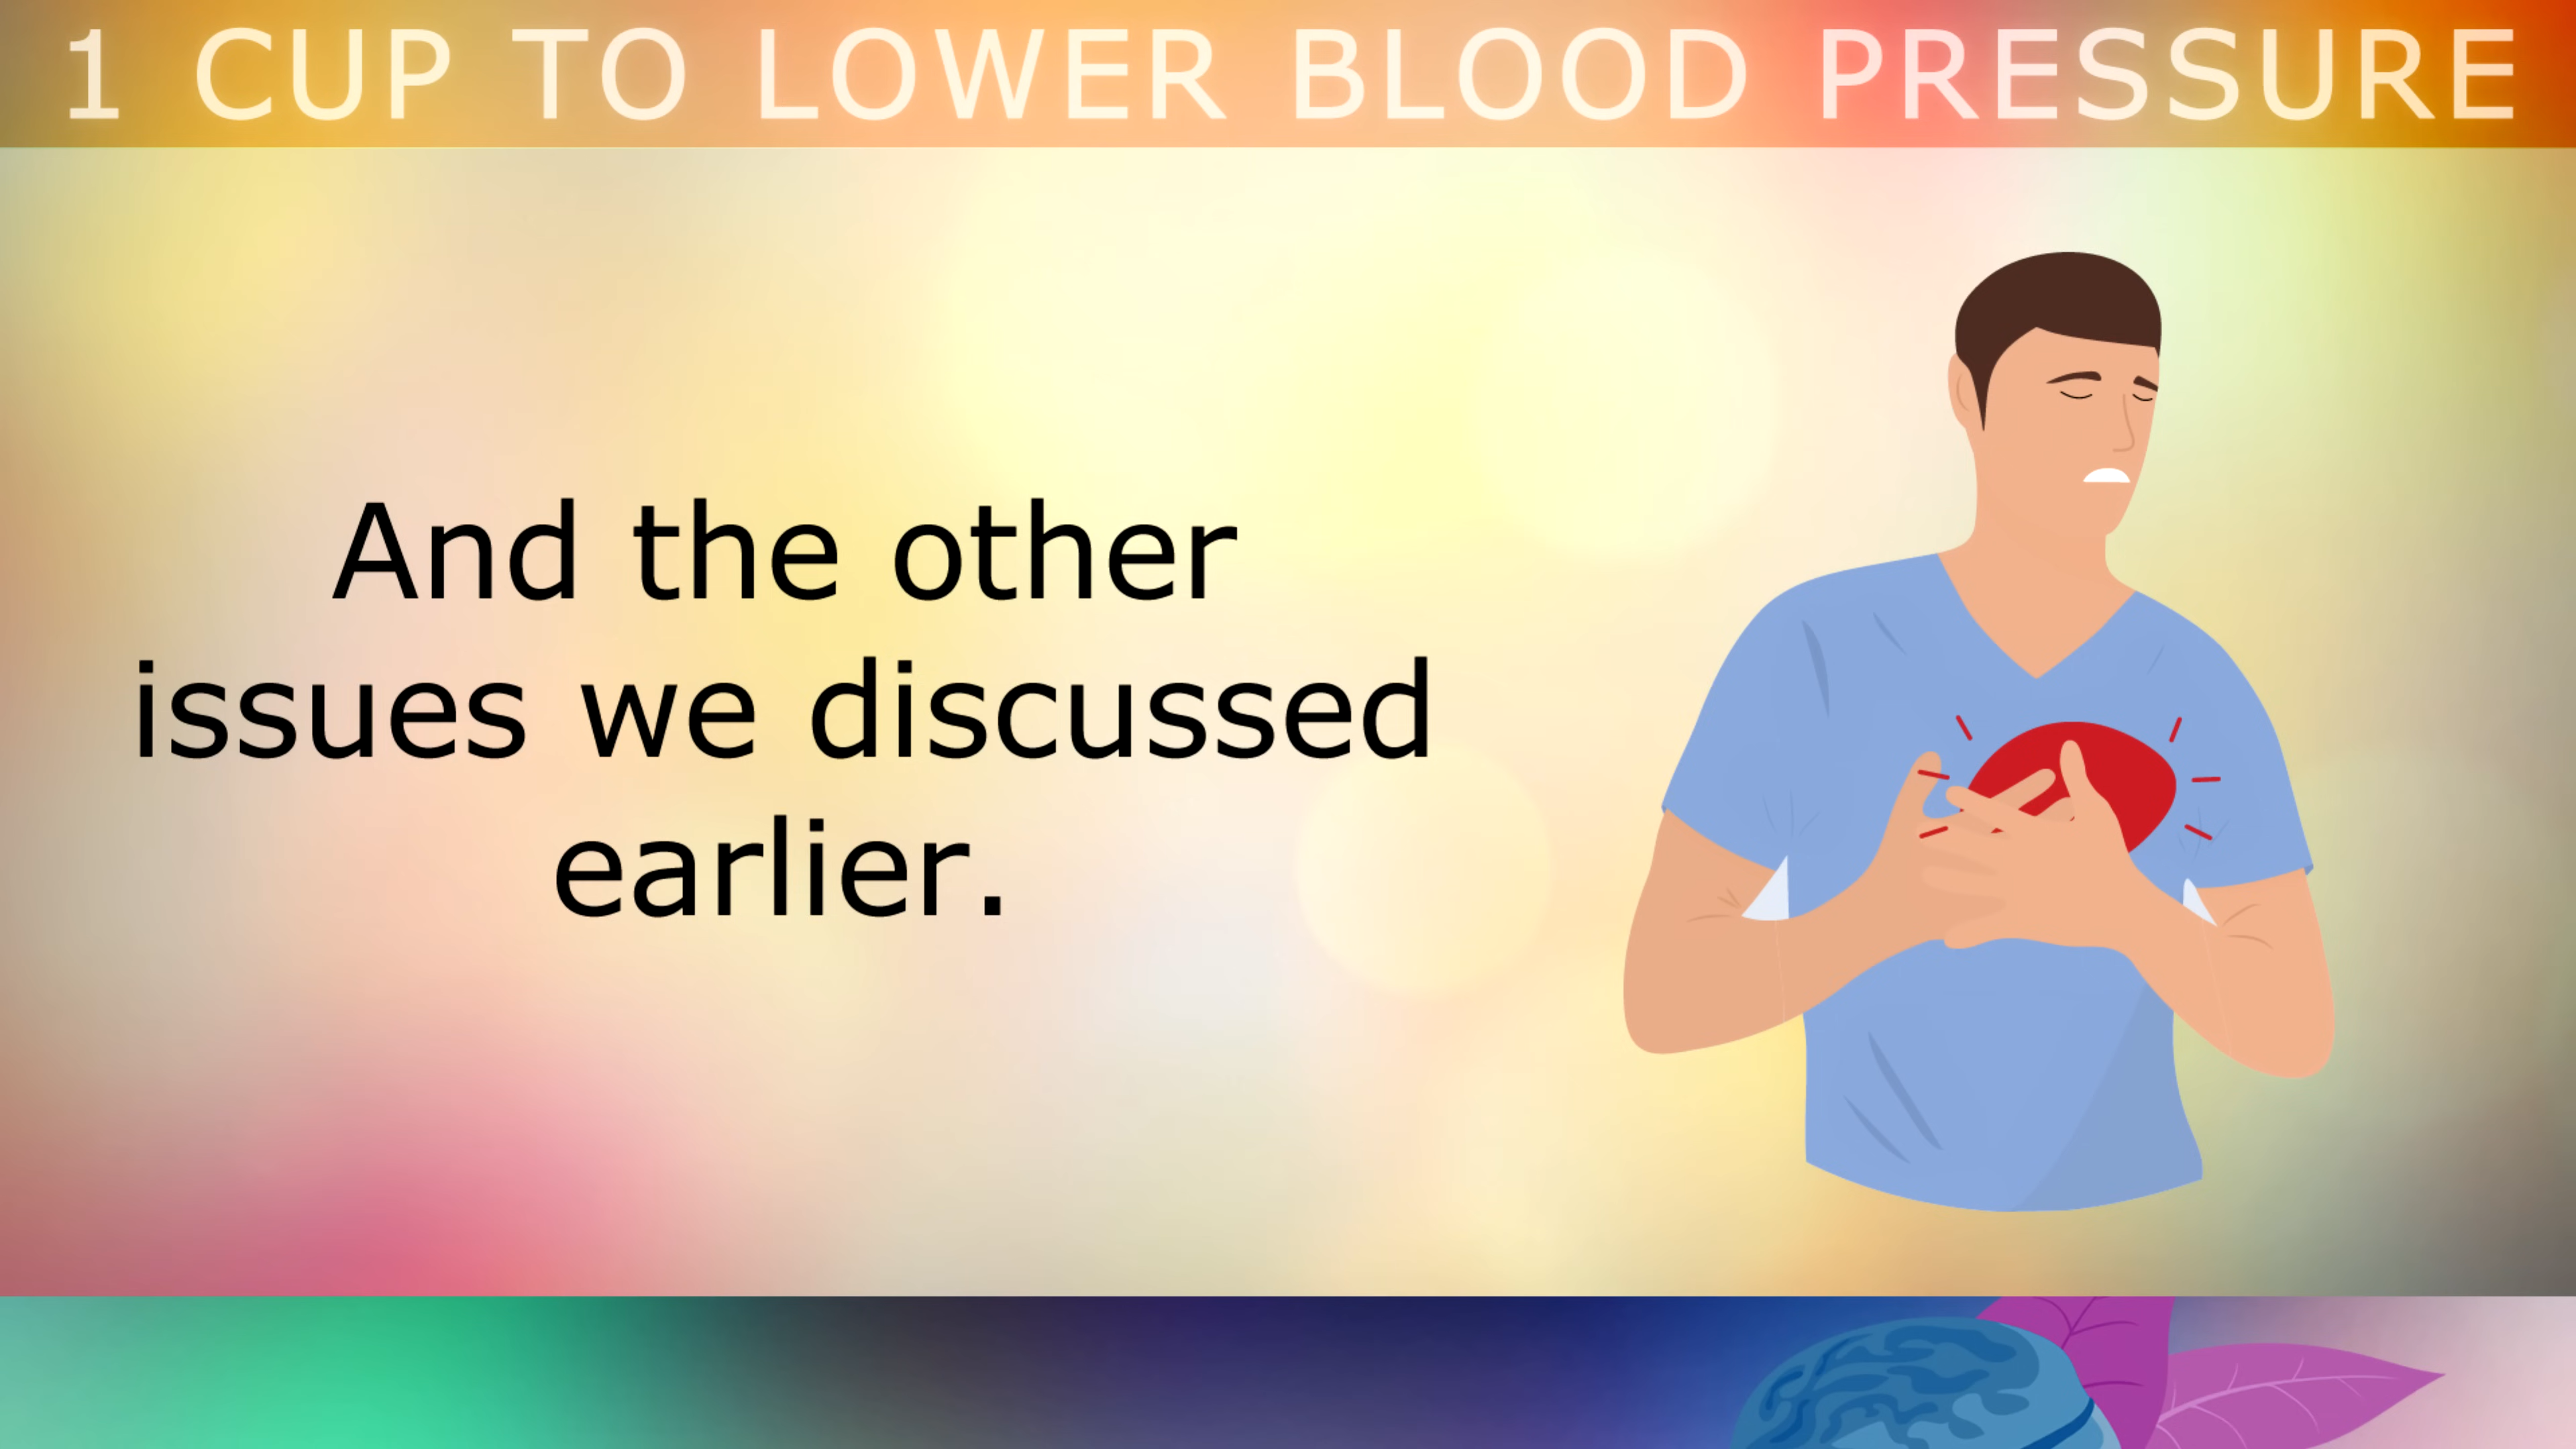 1 CUP TO LOWER BLOOD PRESSURE
And the other
issues we discussed
earlier.